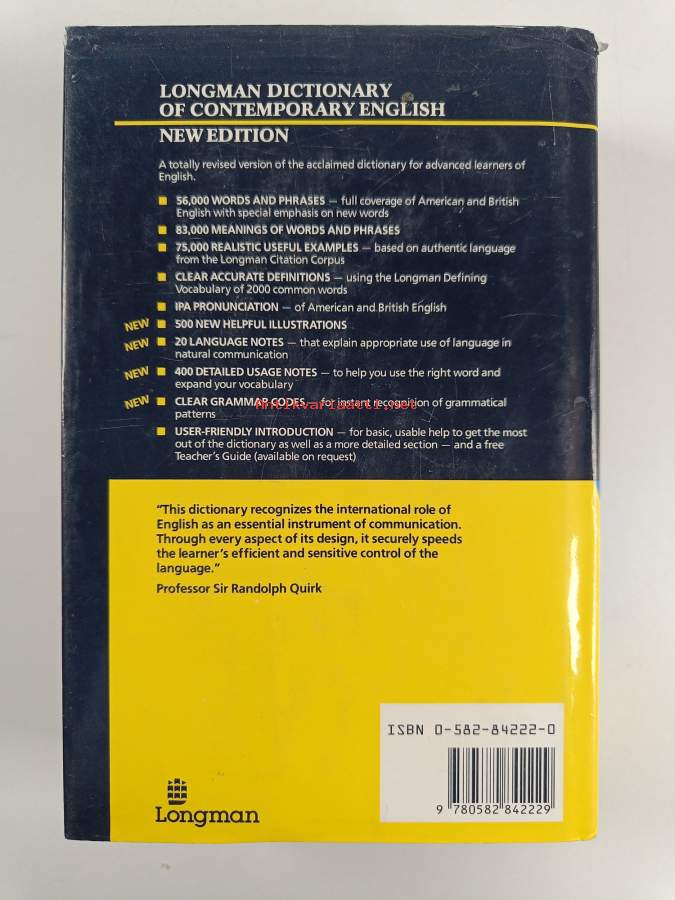 LONGMAN DICTIONARY
OF CONTEMPORARY ENGLISH
NEW EDITION
A totally revised version of the acclaimed dictionary for advanced learners of
English.
56,000 WORDS AND PHRASES — full coverage of American and British
English with special emphasis on new words
83,000 MEANINGS OF WORDS AND PHRASES
75,000 REALISTIC USEFUL EXAMPLES — based on authentic language
from the Longman Citation Corpus
CLEAR ACCURATE DEFINITIONS — using the Longman Defining
Vocabulary of 2000 common words
IPA PRONUNCIATION — of American and British English
NEW 500 NEW HELPFUL ILLUSTRATIONS
NEW 20 LANGUAGE NOTES — that explain appropriate use of language in
natural communication
NEW 400 DETAILED USAGE NOTES — to help you use the right word and
expand your vocabulary
NEW CLEAR GRAMMAR CODES — for instant recognition of grammatical
patterns
Antikvariaatti.net
USER-FRIENDLY INTRODUCTION — for basic, usable help to get the most
out of the dictionary as well as a more detailed section — and a free
Teacher's Guide (available on request)
"This dictionary recognizes the international role of
English as an essential instrument of communication.
Through every aspect of its design, it securely speeds
the learner's efficient and sensitive control of the
language."
Professor Sir Randolph Quirk
ISBN 0-582-84222-0
9 780582 842229
Longman